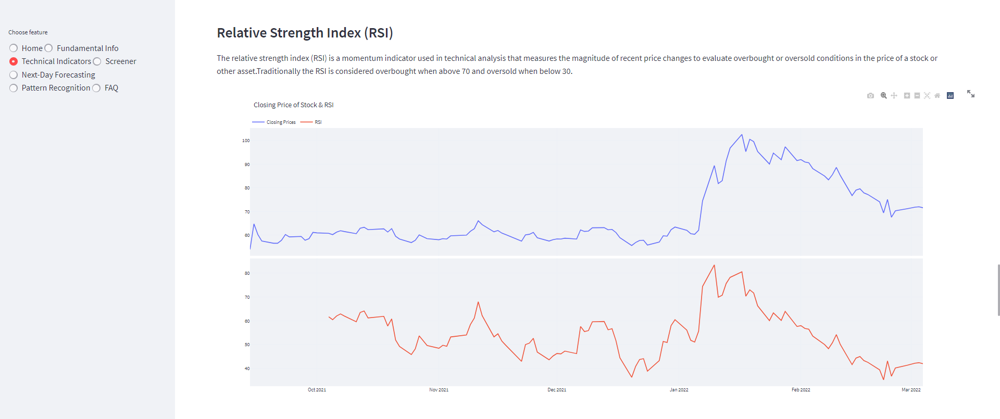 Choose feature
Home Fundamental Info
Technical Indicators Screener
Next-Day Forecasting
Pattern Recognition FAQ
Relative Strength Index (RSI)
The relative strength index (RSI) is a momentum indicator used in technical analysis that measures the magnitude of recent price changes to evaluate overbought or oversold conditions in the price of a stock or
other asset.Traditionally the RSI is considered overbought when above 70 and oversold when below 30.
Closing Price of Stock & RSI
Closing Prices RSI
100
90
80
70
60
80
70
60
50
40
Oct 2021 Nov 2021 Dec 2021 Jan 2022 Feb 2022 Mar 2022